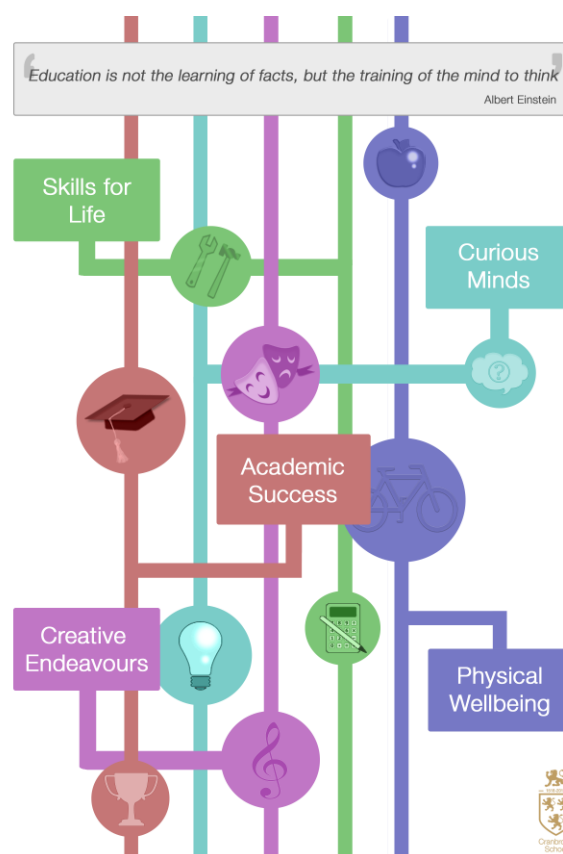 ‘Education is not the learning of facts, but the training of the mind to think’
Albert Einstein
Skills for
Life
Curious
Minds
?
Academic
Success
Creative
Endeavours
Physical
Wellbeing